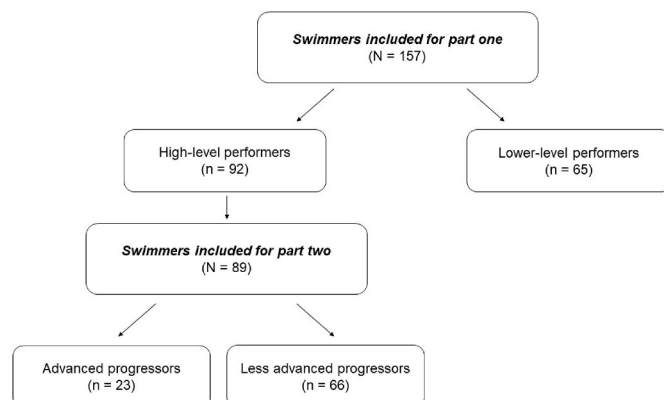 Swimmers included for part one
(N = 157)
High-level performers
(n = 92)
Lower-level performers
(n = 65)
Swimmers included for part two
(N = 89)
Advanced progressors
(n = 23)
Less advanced progressors
(n = 66)